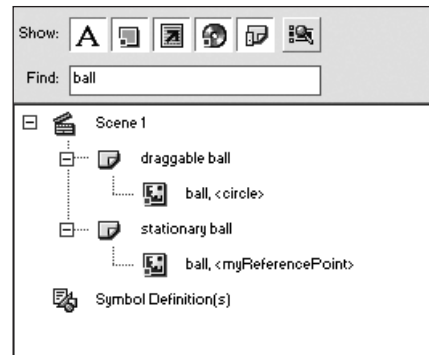 Show: A
Find: ball
Scene 1
draggable ball
ball, <circle>
stationary ball
ball, <myReferencePoint>
Symbol Definition(s)